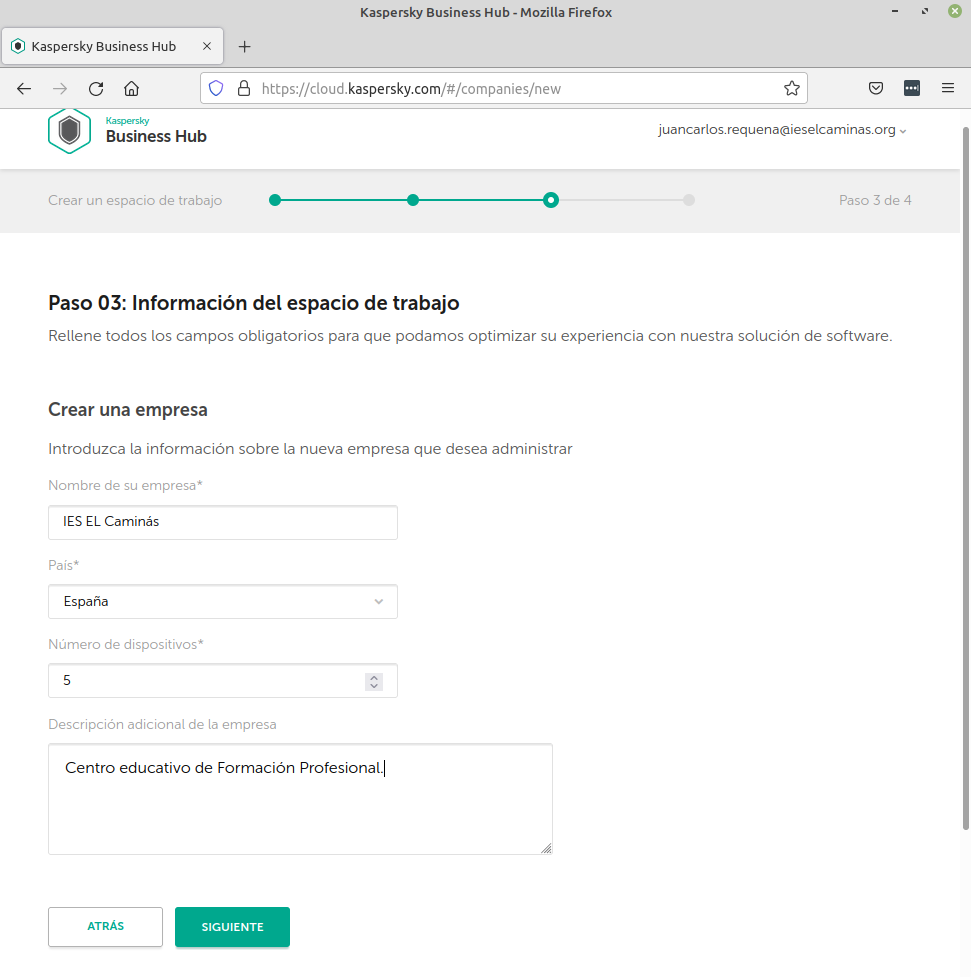 Kaspersky Business Hub - Mozilla Firefox
Kaspersky Business Hub
https://cloud.kaspersky.com/#/companies/new
Kaspersky
Business Hub
juancarlos.requena@ieselcaminas.org
Crear un espacio de trabajo
Paso 3 de 4
Paso 03: Información del espacio de trabajo
Rellene todos los campos obligatorios para que podamos optimizar su experiencia con nuestra solución de software.
Crear una empresa
Introduzca la información sobre la nueva empresa que desea administrar
Nombre de su empresa*
IES EL Caminás
País*
España
Número de dispositivos*
5
Descripción adicional de la empresa
Centro educativo de Formación Profesional.
ATRÁS
SIGUIENTE